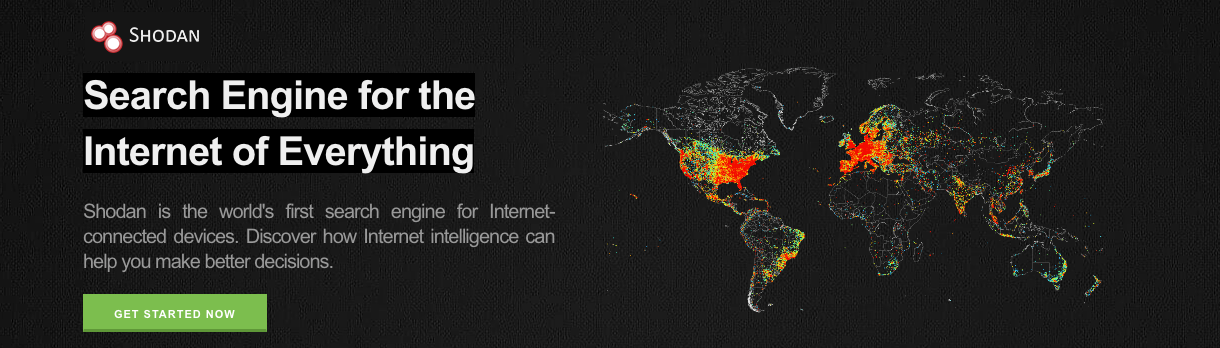 SHODAN
Search Engine for the
Internet of Everything
Shodan is the world's first search engine for Internet-
connected devices. Discover how Internet intelligence can
help you make better decisions.
GET STARTED NOW